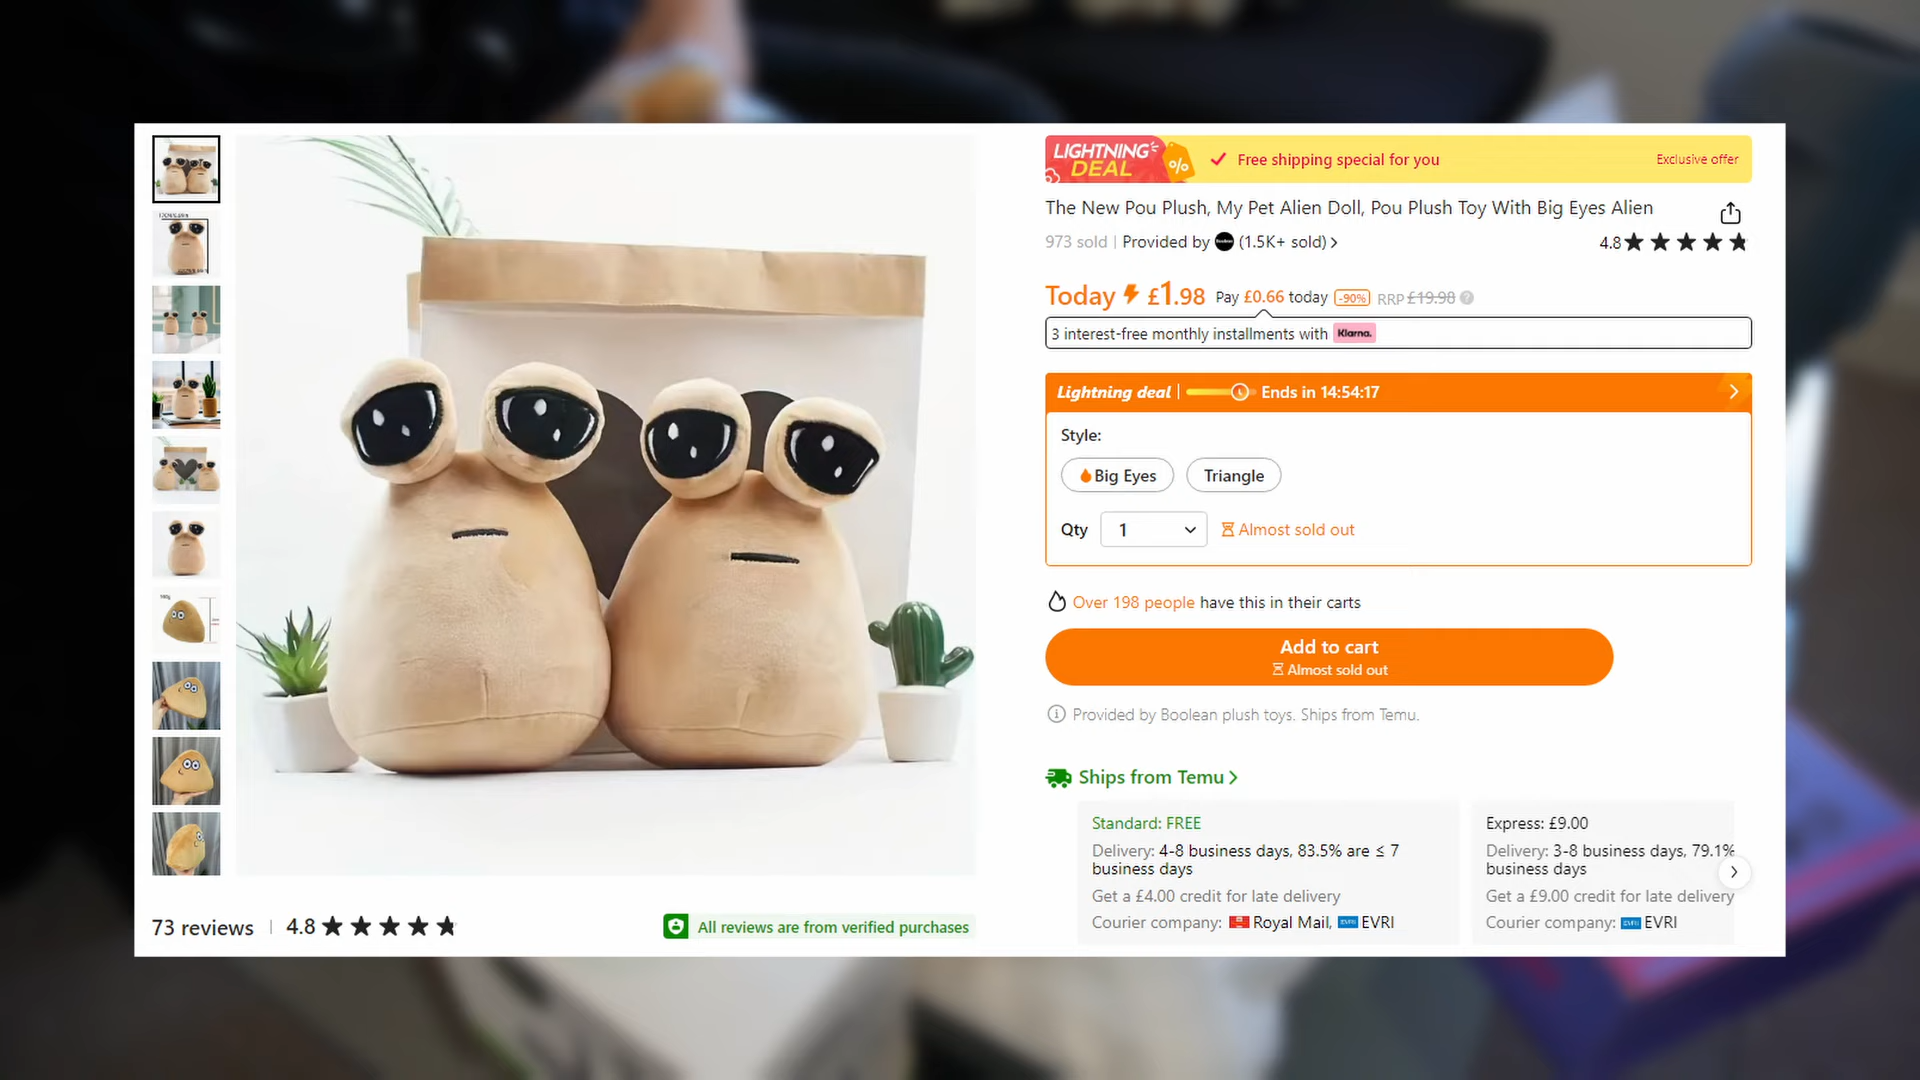 LIGHTNING
DEAL
%
Free shipping special for you
Exclusive offer
The New Pou Plush, My Pet Alien Doll, Pou Plush Toy With Big Eyes Alien
973 sold | Provided by (1.5K+ sold) >
4.8
Today £1.98 Pay £0.66 today -90% RRP £19.98 ?
3 interest-free monthly installments with Klarna.
Lightning deal | Ends in 14:54:17
Style:
Big Eyes
Triangle
Qty 1 Almost sold out
Over 198 people have this in their carts
Add to cart
Almost sold out
Provided by Boolean plush toys. Ships from Temu.
Ships from Temu >
Standard: FREE
Delivery: 4-8 business days, 83.5% are ≤ 7
business days
Get a £4.00 credit for late delivery
Courier company: Royal Mail, EVRI
Express: £9.00
Delivery: 3-8 business days, 79.1%
business days
Get a £9.00 credit for late delivery
Courier company: EVRI
73 reviews | 4.8
All reviews are from verified purchases